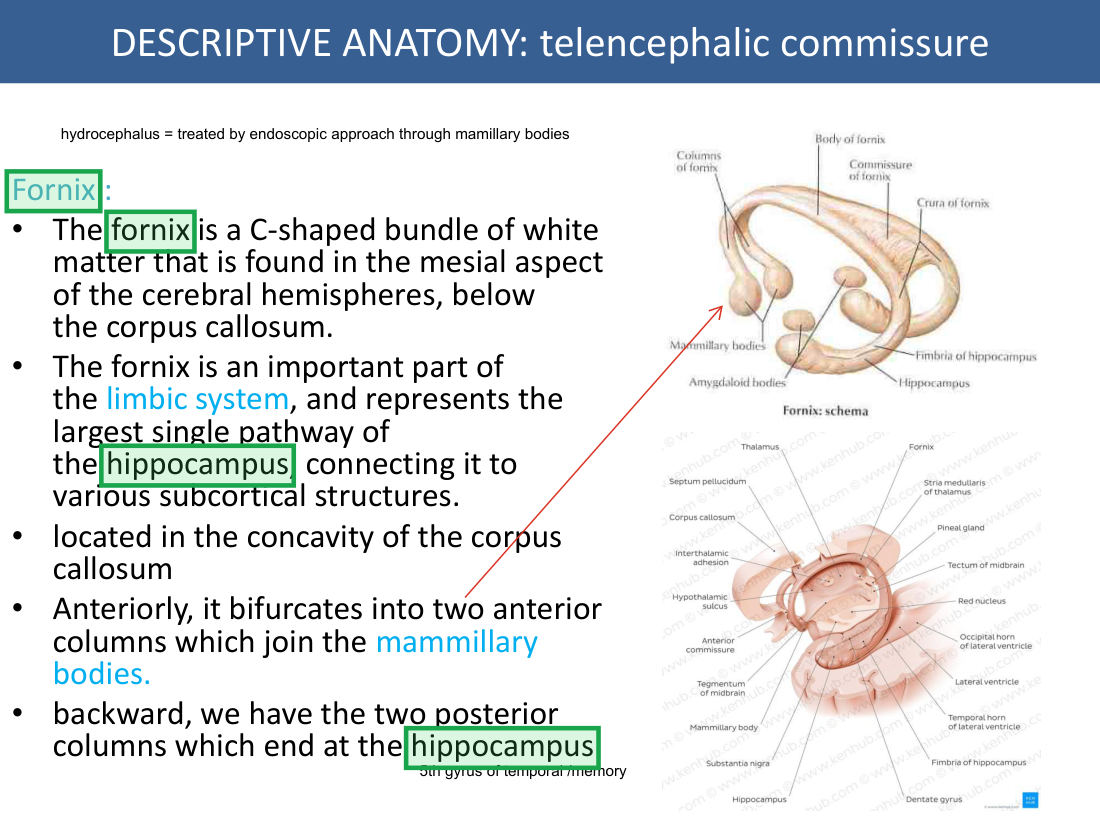 DESCRIPTIVE ANATOMY: telencephalic commissure
hydrocephalus = treated by endoscopic approach through mamillary bodies
Fornix :
• The fornix is a C-shaped bundle of white
matter that is found in the mesial aspect
of the cerebral hemispheres, below
the corpus callosum.
• The fornix is an important part of
the limbic system, and represents the
largest single pathway of
the hippocampus, connecting it to
various subcortical structures.
• located in the concavity of the corpus
callosum
• Anteriorly, it bifurcates into two anterior
columns which join the mammillary
bodies.
• backward, we have the two posterior
columns which end at the hippocampus
5th gyrus of temporal /memory
Body of fornix
Columns
of fornix
Commissure
of fornix
Crura of fornix
Mammillary bodies
Fimbria of hippocampus
Amygdaloid bodies
Hippocampus
Fornix: schema
Thalamus
Fornix
Septum pellucidum
Stria medullaris
of thalamus
Corpus callosum
Pineal gland
Interthalamic
adhesion
Tectum of midbrain
Hypothalamic
sulcus
Red nucleus
Anterior
commissure
Occipital horn
of lateral ventricle
Tegmentum
of midbrain
Lateral ventricle
Mammillary body
Temporal horn
of lateral ventricle
Substantia nigra
Fimbria of hippocampus
Hippocampus
Dentate gyrus
© www.kenhub.com
KEN
HUB